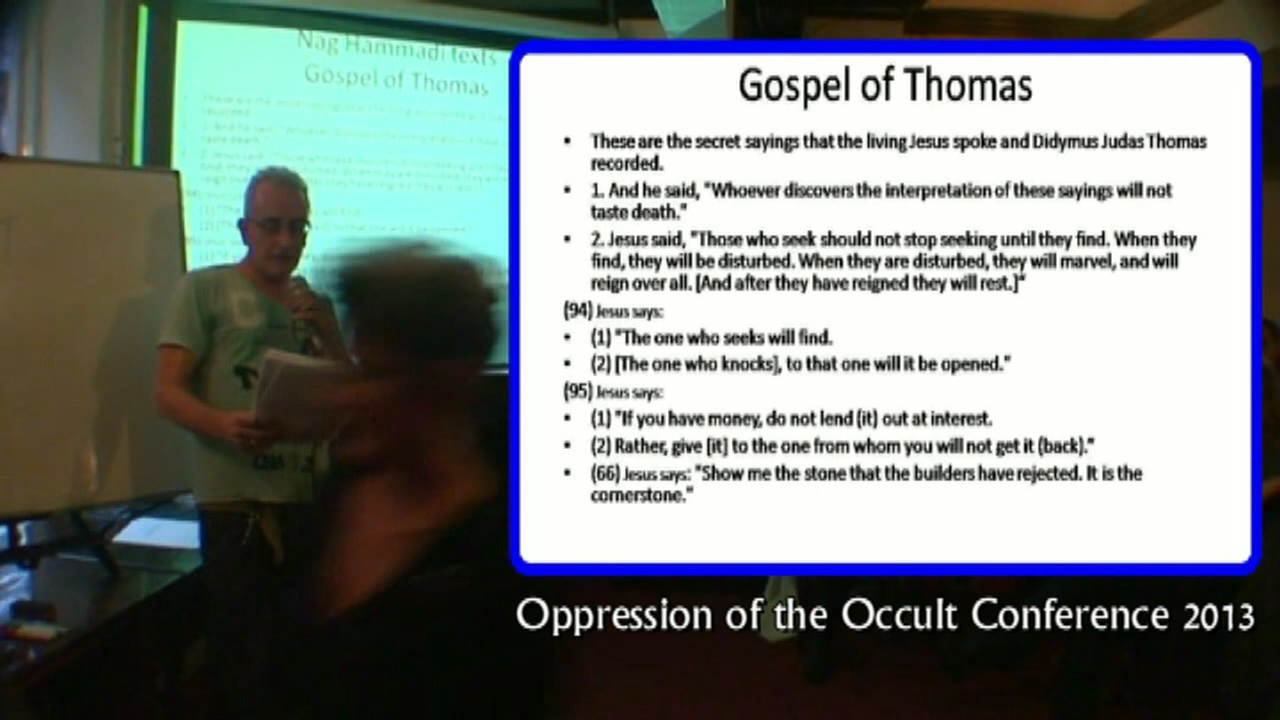 Nag Hammadi texts
Gospel of Thomas
Gospel of Thomas
• These are the secret sayings that the living Jesus spoke and Didymus Judas Thomas
recorded.
• 1. And he said, "Whoever discovers the interpretation of these sayings will not
taste death."
• 2. Jesus said, "Those who seek should not stop seeking until they find. When they
find, they will be disturbed. When they are disturbed, they will marvel, and will
reign over all. [And after they have reigned they will rest.]"
(94) Jesus says:
• (1) "The one who seeks will find.
• (2) [The one who knocks], to that one will it be opened."
(95) Jesus says:
• (1) "If you have money, do not lend (it) out at interest.
• (2) Rather, give [it] to the one from whom you will not get it (back)."
• (66) Jesus says: "Show me the stone that the builders have rejected. It is the
cornerstone."
Oppression of the Occult Conference 2013